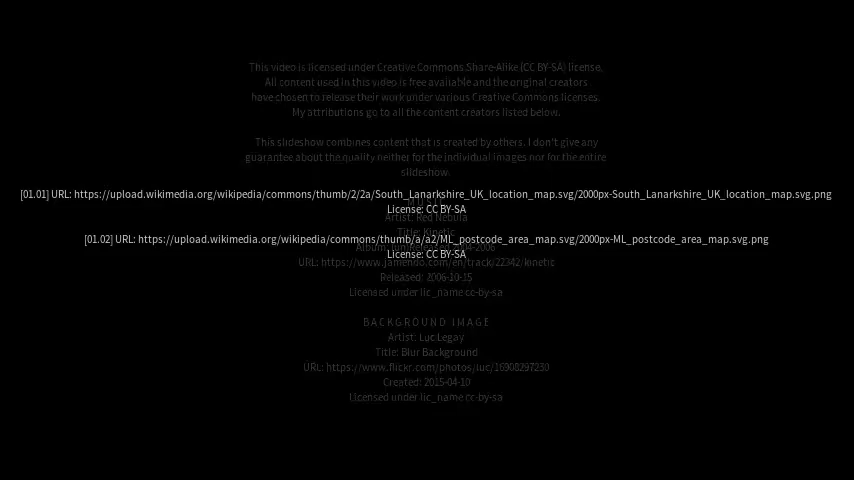 This video is licensed under Creative Commons Share-Alike (CC BY-SA) license.
All content used in this video is free available and the original creators
have chosen to release their work under various Creative Commons licenses.
My attributions go to all the content creators listed below.
This slideshow combines content that is created by others. I don't give any
guarantee about the quality neither for the individual images nor for the entire
slideshow.
[01.01] URL: https://upload.wikimedia.org/wikipedia/commons/thumb/2/2a/South_Lanarkshire_UK_location_map.svg/2000px-South_Lanarkshire_UK_location_map.svg.png
License: CC BY-SA
Artist: Red Nebula
Title: Kinetic
[01.02] URL: https://upload.wikimedia.org/wikipedia/commons/thumb/a/a2/ML_postcode_area_map.svg/2000px-ML_postcode_area_map.svg.png
License: CC BY-SA
URL: https://www.jamendo.com/en/track/22342/kinetic
Released: 2006-10-15
Licensed under lic_name cc-by-sa
BACKGROUND IMAGE
Artist: Luc Legay
Title: Blur Background
URL: https://www.flickr.com/photos/luc/16908297230
Created: 2015-04-10
Licensed under lic_name cc-by-sa